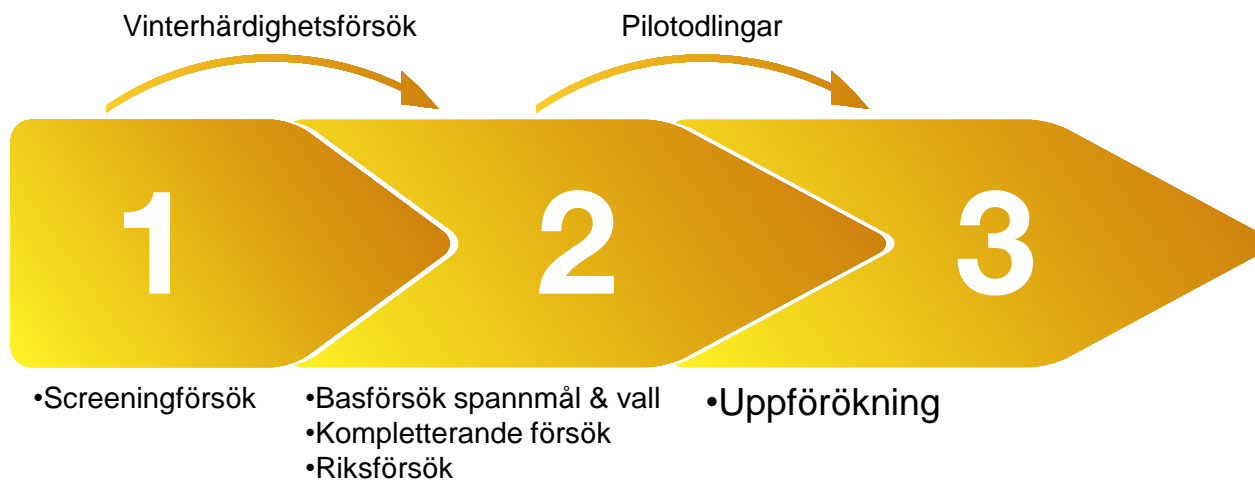 Vinterhärdighetsförsök
Pilotodlingar
1
2
3
•Screeningförsök
•Basförsök spannmål & vall
•Kompletterande försök
•Riksförsök
•Uppförökning